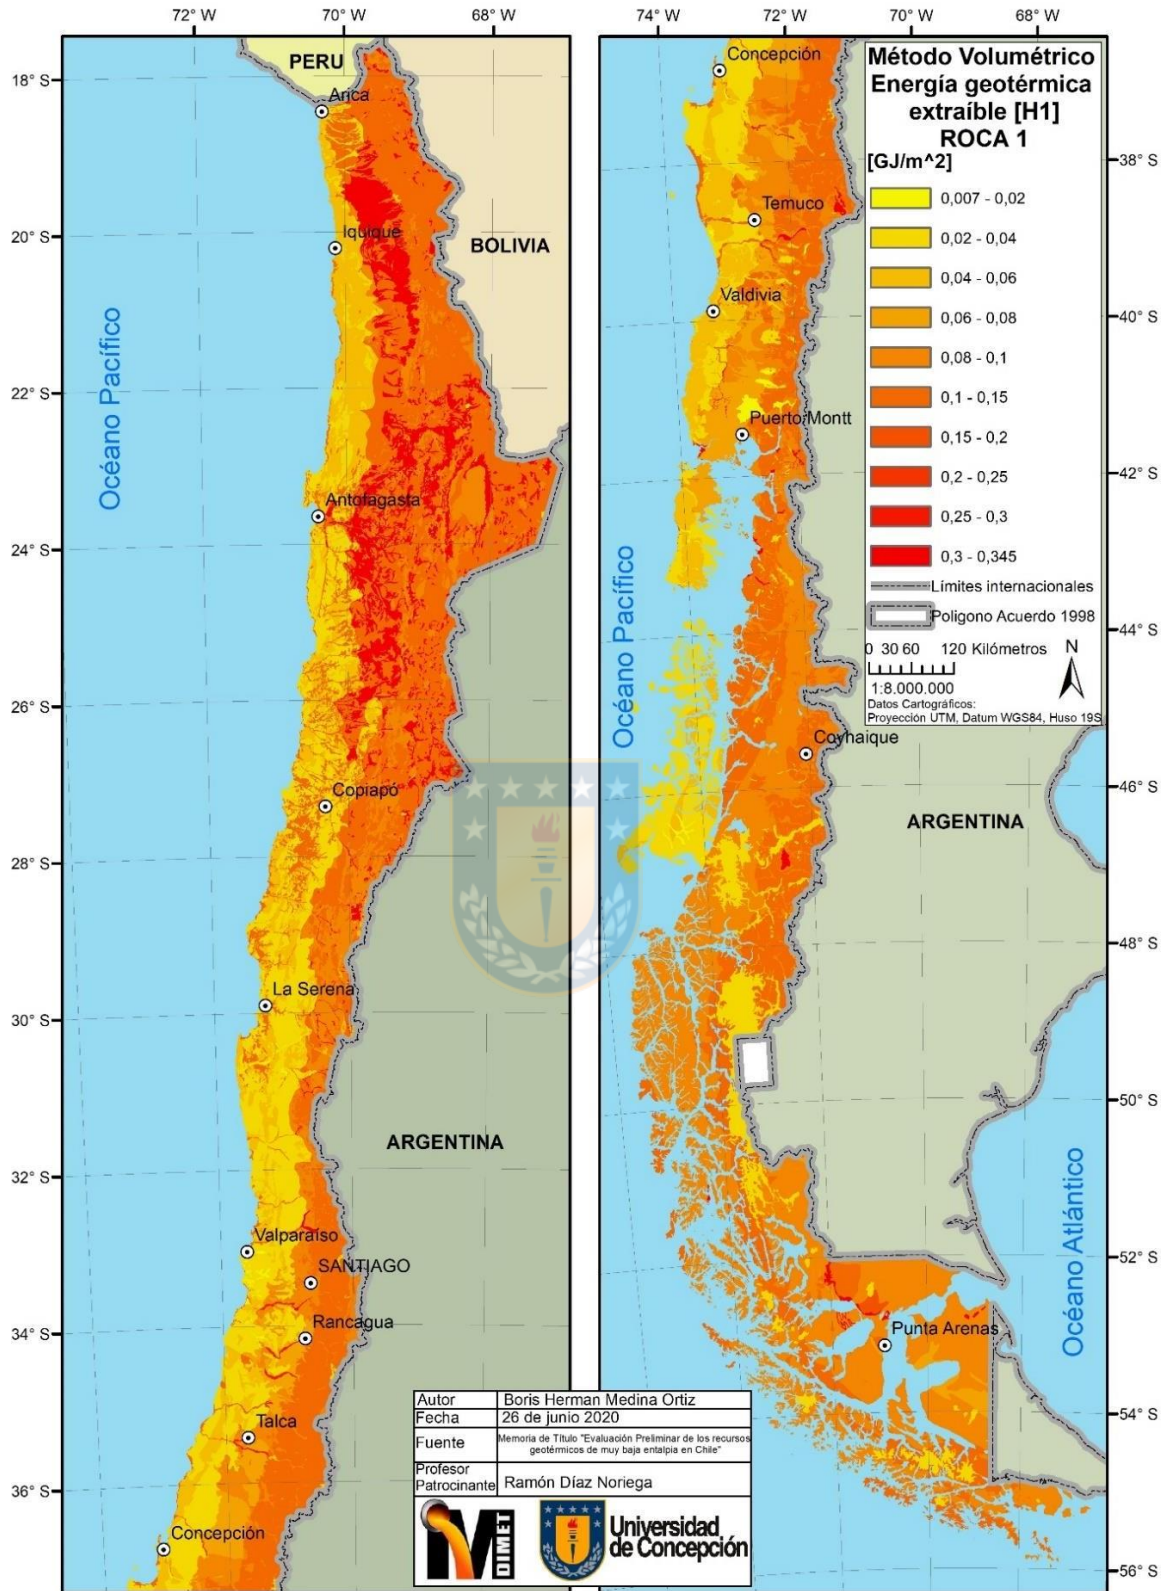 72° W
70° W
68° W
74° W
72° W
70° W
68° W
18° S
20° S
22° S
24° S
26° S
28° S
30° S
32° S
34° S
36° S
PERU
Arica
Iquique
BOLIVIA
Océano Pacífico
Antofagasta
Copiapó
La Serena
ARGENTINA
Valparaíso
SANTIAGO
Rancagua
Talca
Concepción
Concepción
Temuco
Valdivia
Puerto Montt
Océano Pacífico
Coyhaique
ARGENTINA
Punta Arenas
Océano Atlántico
38° S
40° S
42° S
44° S
46° S
48° S
50° S
52° S
54° S
56° S
Método Volumétrico
Energía geotérmica
extraíble [H1]
ROCA 1
[GJ/m^2]
0,007 - 0,02
0,02 - 0,04
0,04 - 0,06
0,06 - 0,08
0,08 - 0,1
0,1 - 0,15
0,15 - 0,2
0,2 - 0,25
0,25 - 0,3
0,3 - 0,345
Límites internacionales
Poligono Acuerdo 1998
0 30 60 120 Kilómetros
N
1:8.000.000
Datos Cartográficos:
Proyección UTM, Datum WGS84, Huso 19S
Autor Boris Herman Medina Ortiz
Fecha 26 de junio 2020
Fuente Memoria de Título "Evaluación Preliminar de los recursos
geotérmicos de muy baja entalpia en Chile"
Profesor
Patrocinante Ramón Díaz Noriega
IM
DIMET
Universidad
de Concepción